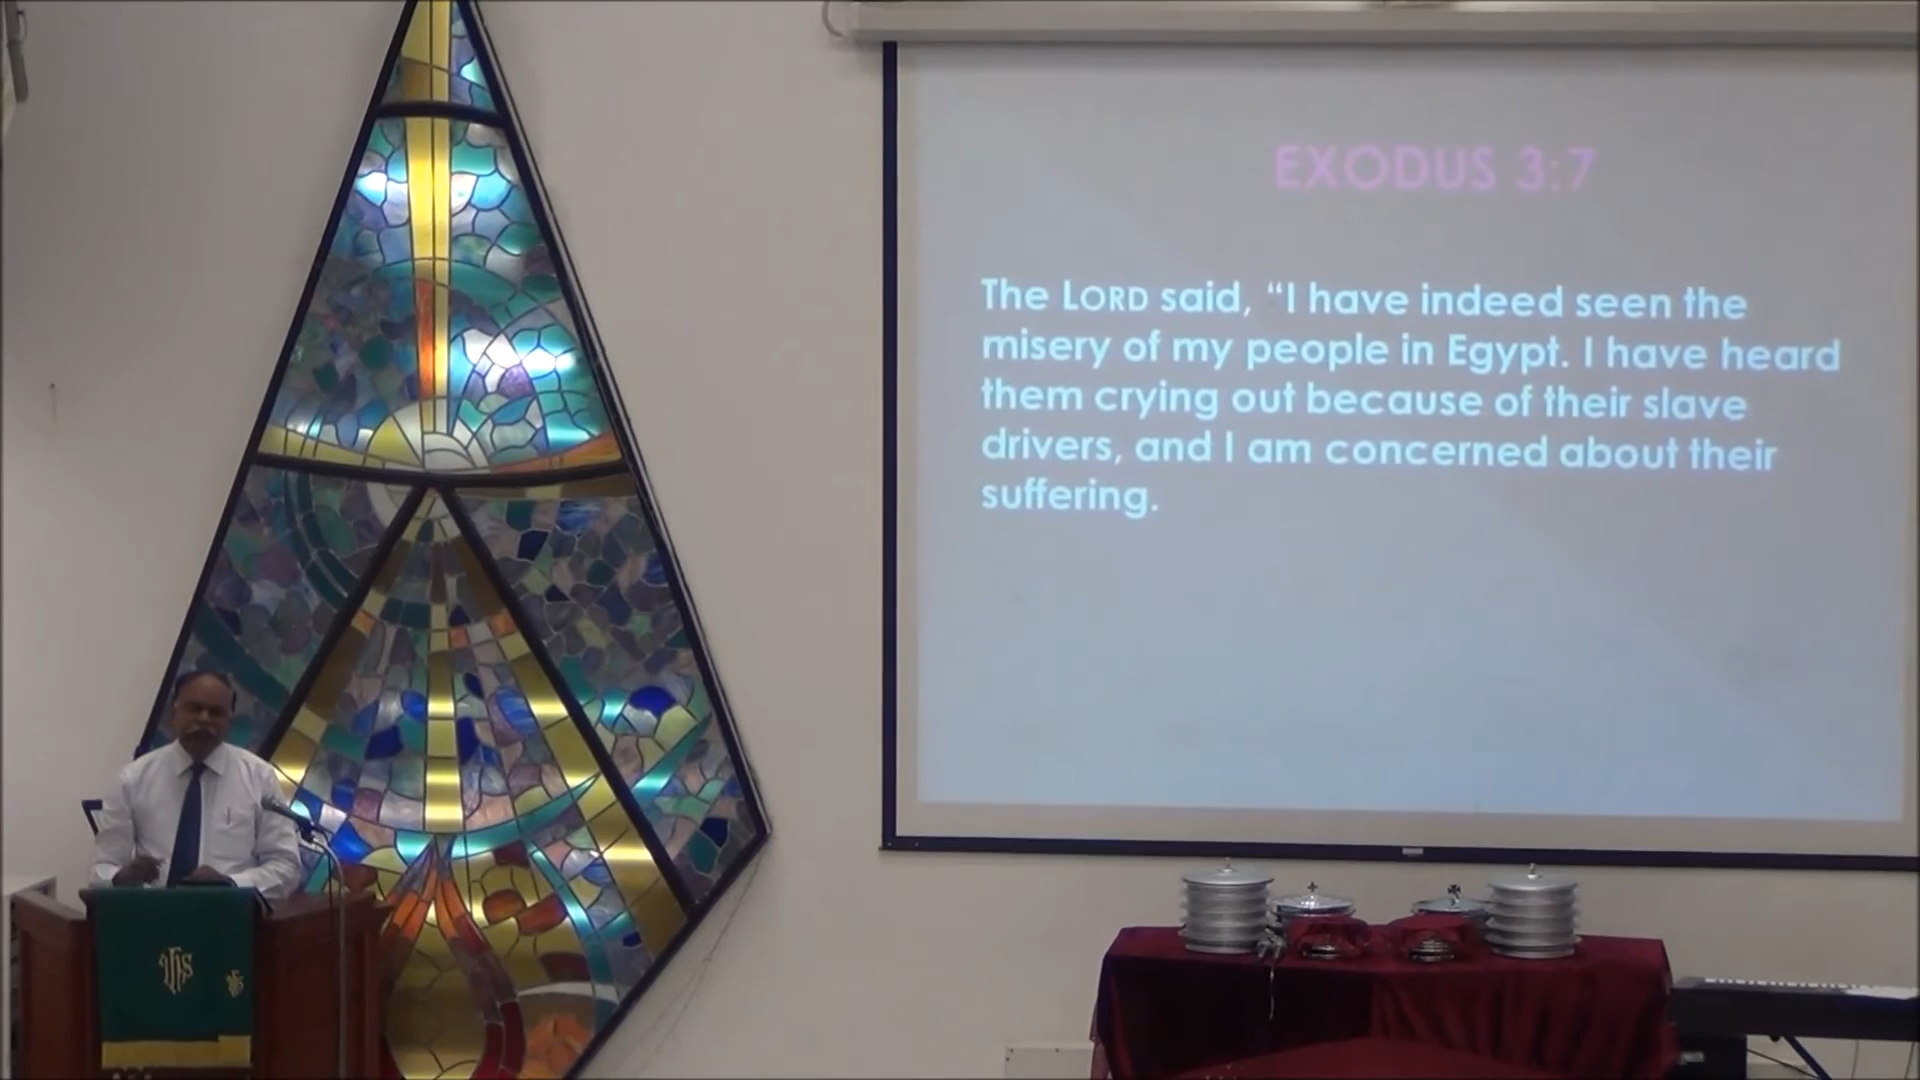 EXODUS 3:7
The LORD said, “I have indeed seen the
misery of my people in Egypt. I have heard
them crying out because of their slave
drivers, and I am concerned about their
suffering.
IHS